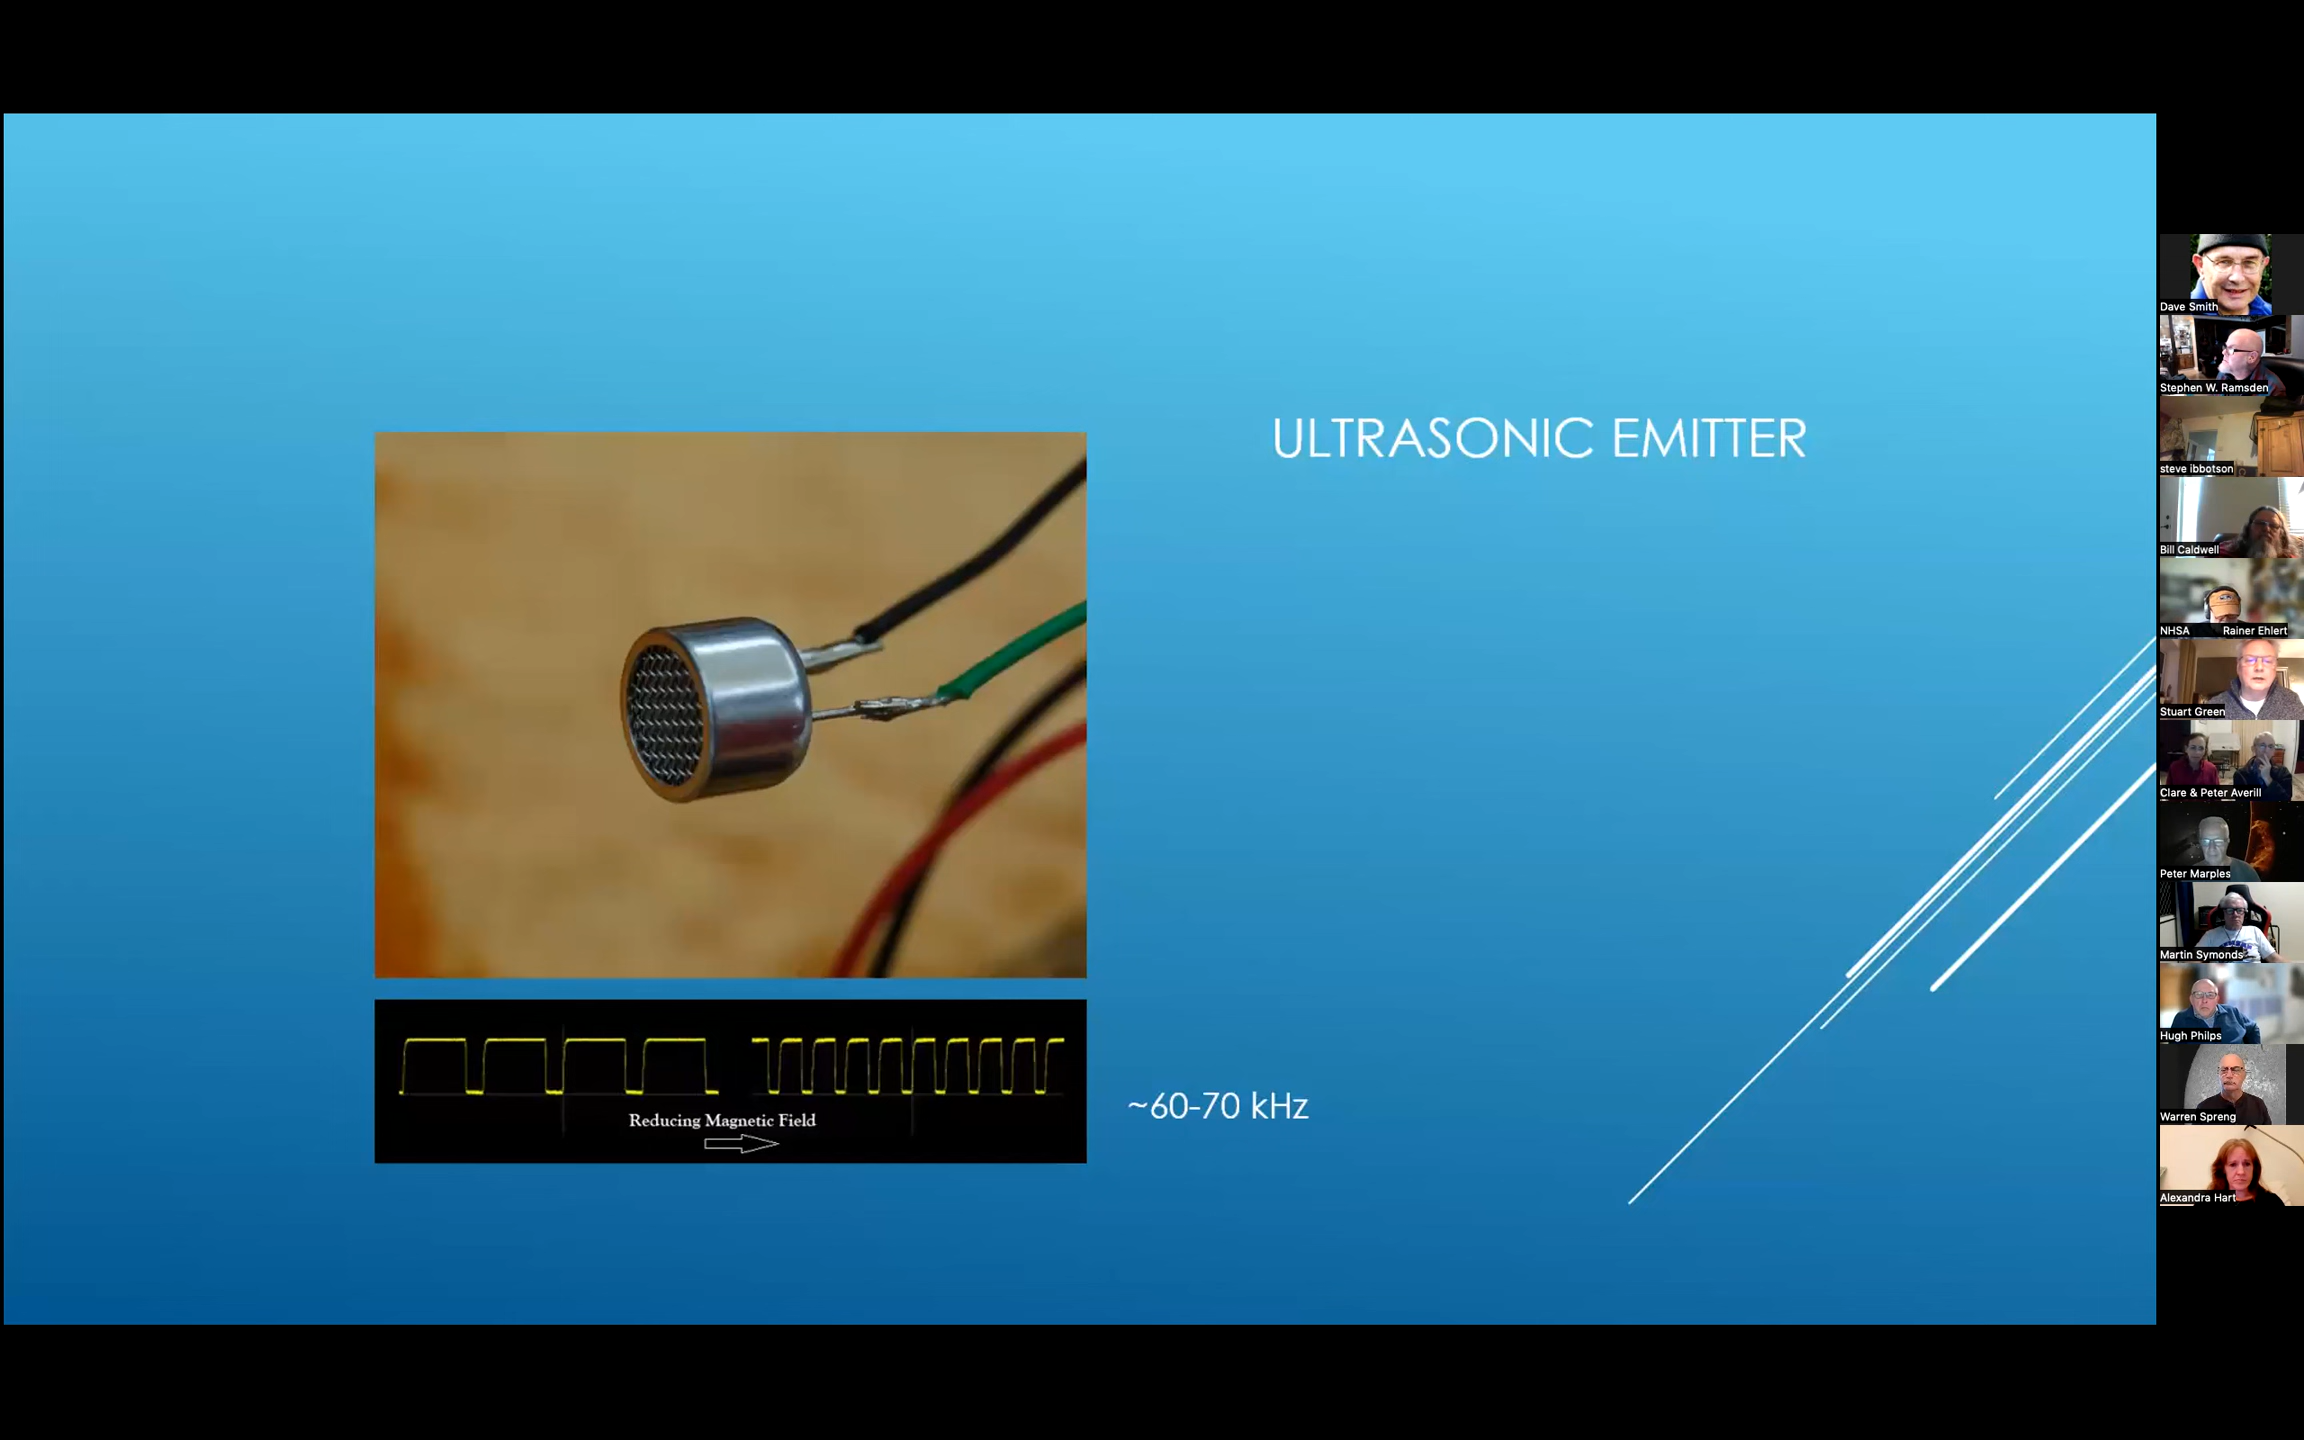 ULTRASONIC EMITTER
Reducing Magnetic Field
~60-70 kHz
Dave Smith
Stephen W. Ramsden
steve ibbotson
Bill Caldwell
NHSA Rainer Ehlert
Stuart Green
Clare & Peter Averill
Peter Marples
Martin Symonds
Hugh Philps
Warren Spreng
Alexandra Hart